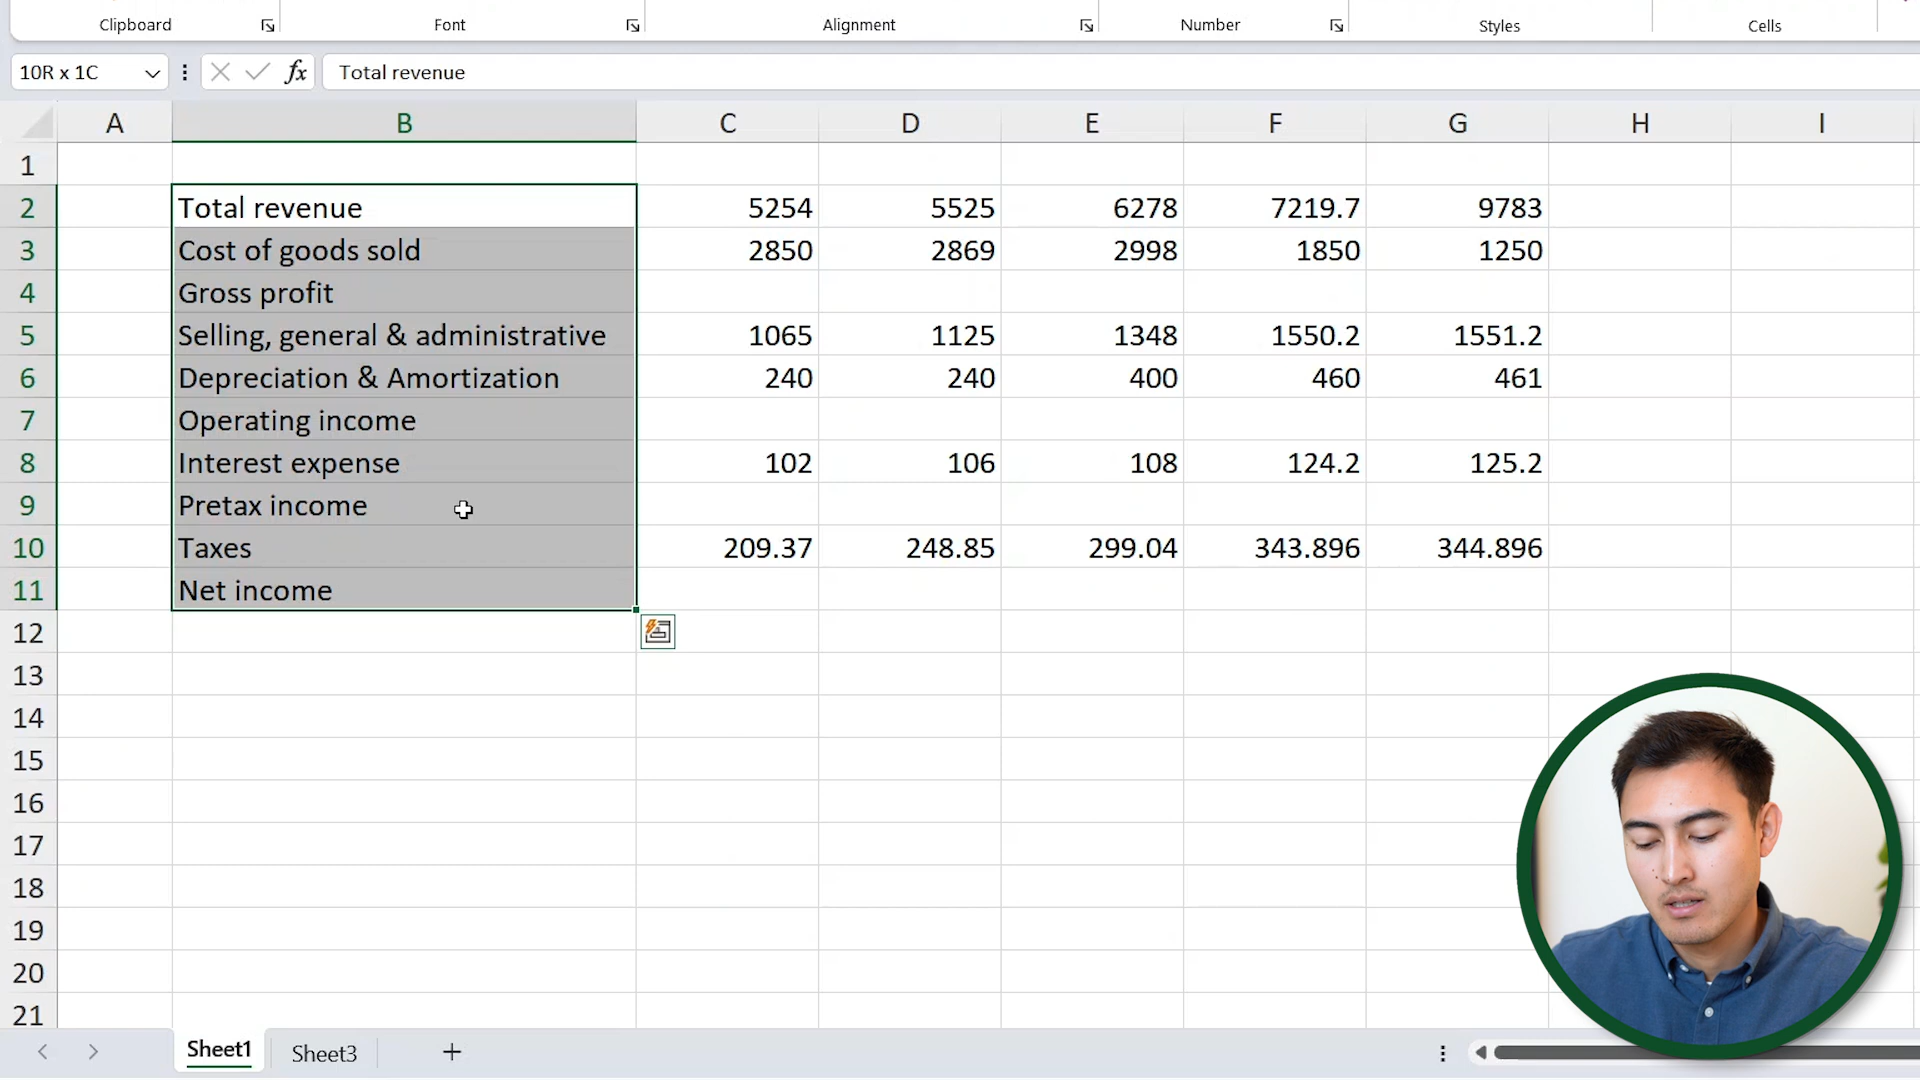 Clipboard Font Alignment Number Styles Cells
10R x 1C fx Total revenue
A B C D E F G H I
1
2 Total revenue 5254 5525 6278 7219.7 9783
3 Cost of goods sold 2850 2869 2998 1850 1250
4 Gross profit
5 Selling, general & administrative 1065 1125 1348 1550.2 1551.2
6 Depreciation & Amortization 240 240 400 460 461
7 Operating income
8 Interest expense 102 106 108 124.2 125.2
9 Pretax income
10 Taxes 209.37 248.85 299.04 343.896 344.896
11 Net income
12
13
14
15
16
17
18
19
20
21
Sheet1 Sheet3